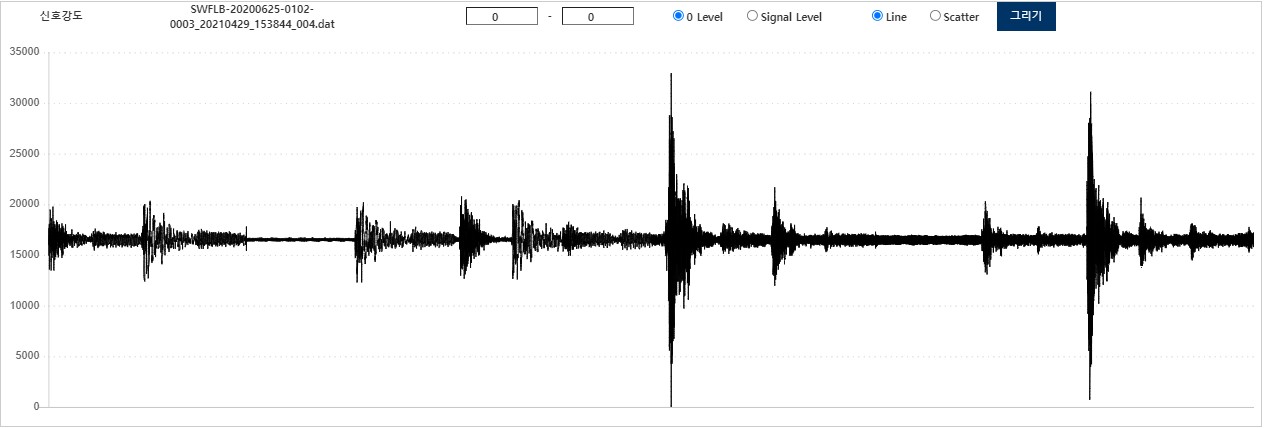 신호강도
SWFLB-20200625-0102-
0003_20210429_153844_004.dat
0 - 0
0 Level Signal Level
Line Scatter
그리기
35000
30000
25000
20000
15000
10000
5000
0